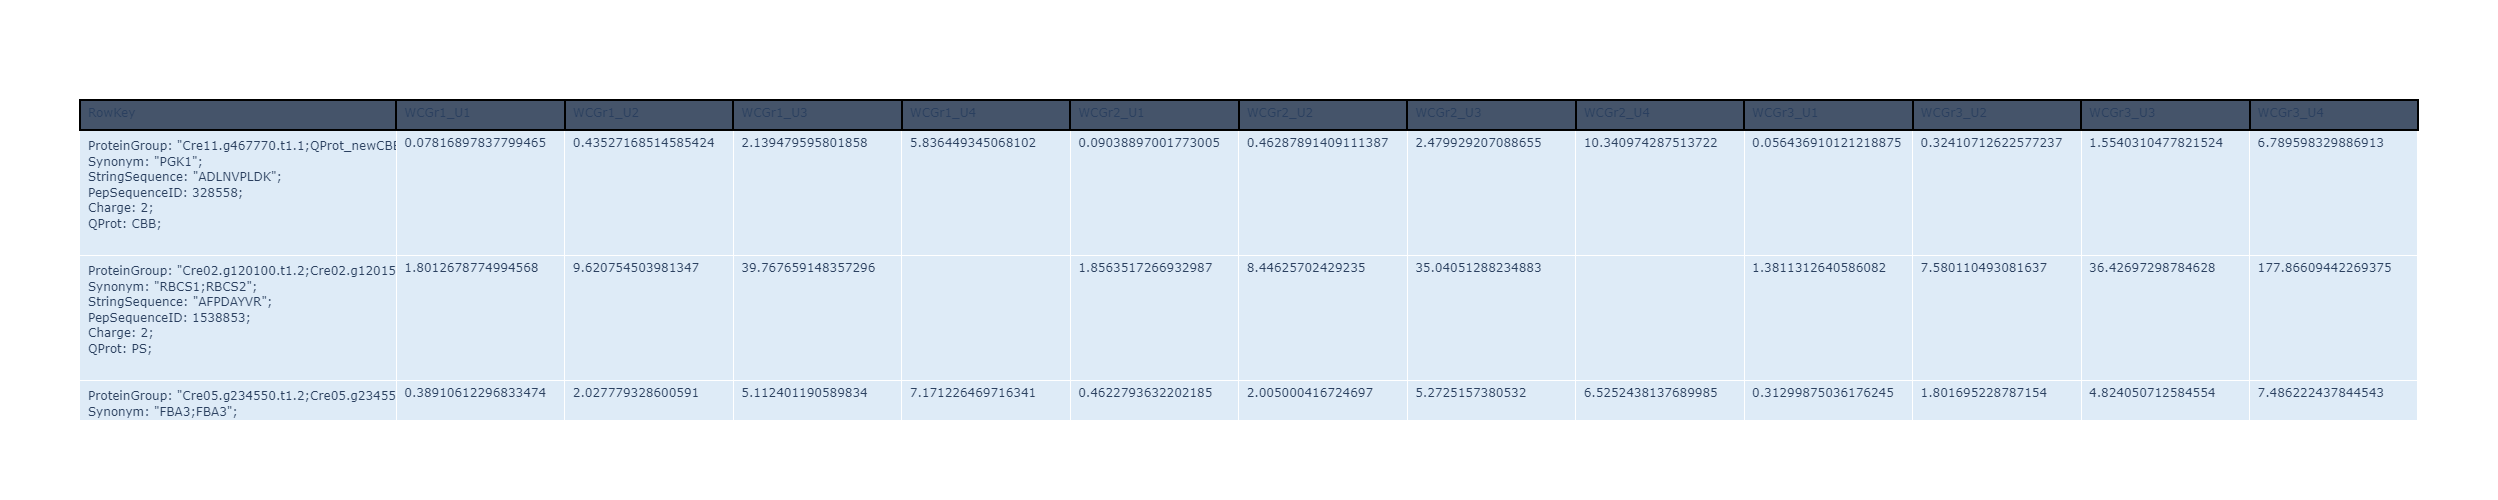 RowKey WCGr1_U1 WCGr1_U2 WCGr1_U3 WCGr1_U4 WCGr2_U1 WCGr2_U2 WCGr2_U3 WCGr2_U4 WCGr3_U1 WCGr3_U2 WCGr3_U3 WCGr3_U4
ProteinGroup: "Cre11.g467770.t1.1;QProt_newCBB 0.07816897837799465 0.43527168514585424 2.139479595801858 5.836449345068102 0.09038897001773005 0.46287891409111387 2.479929207088655 10.340974287513722 0.056436910121218875 0.32410712622577237 1.5540310477821524 6.789598329886913
Synonym: "PGK1";
StringSequence: "ADLNVPLDK";
PepSequenceID: 328558;
Charge: 2;
QProt: CBB;
ProteinGroup: "Cre02.g120100.t1.2;Cre02.g12015 1.8012678774994568 9.620754503981347 39.767659148357296 1.8563517266932987 8.44625702429235 35.04051288234883 1.3811312640586082 7.580110493081637 36.42697298784628 177.86609442269375
Synonym: "RBCS1;RBCS2";
StringSequence: "AFPDAYVR";
PepSequenceID: 1538853;
Charge: 2;
QProt: PS;
ProteinGroup: "Cre05.g234550.t1.2;Cre05.g23455 0.38910612296833474 2.027779328600591 5.112401190589834 7.171226469716341 0.4622793632202185 2.005000416724697 5.2725157380532 6.5252438137689985 0.31299875036176245 1.801695228787154 4.824050712584554 7.486222437844543
Synonym: "FBA3;FBA3";